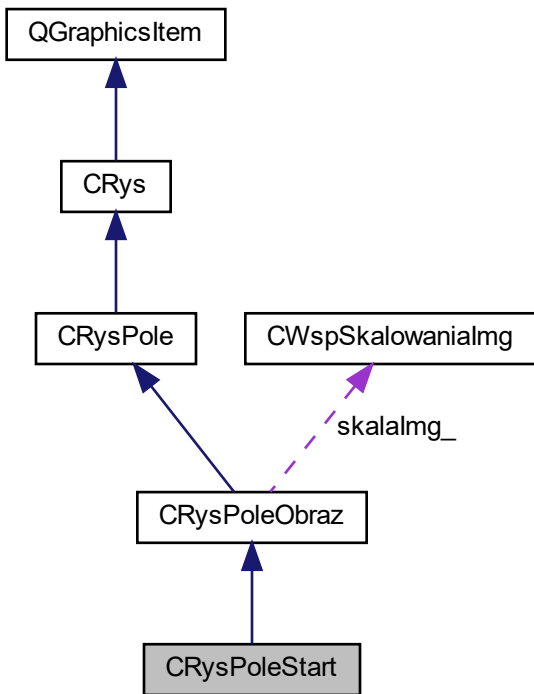 QGraphicsItem
CRys
CRysPole
CWspSkalowaniaImg
skalaImg_
CRysPoleObraz
CRysPoleStart